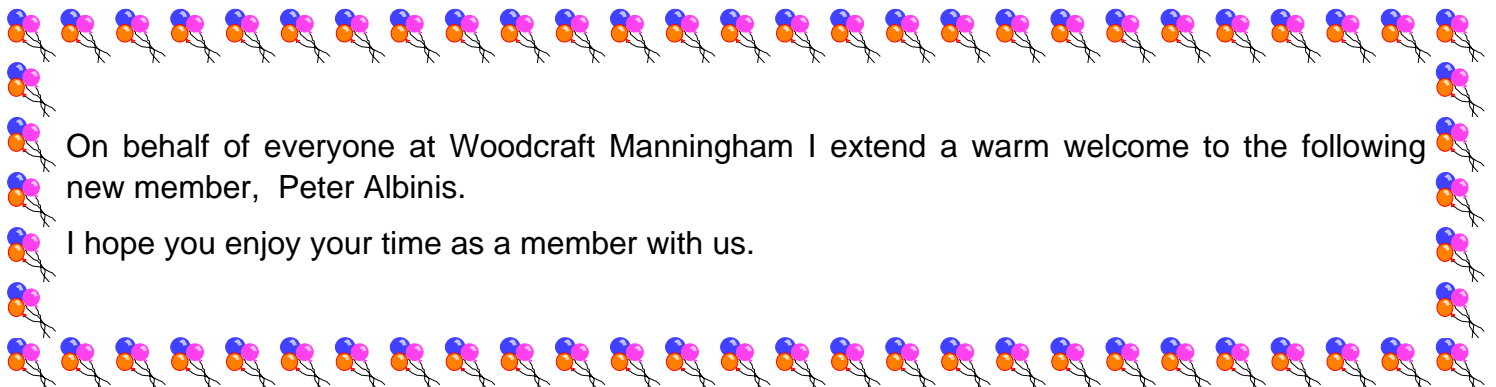 On behalf of everyone at Woodcraft Manningham I extend a warm welcome to the following
new member, Peter Albinis.
I hope you enjoy your time as a member with us.